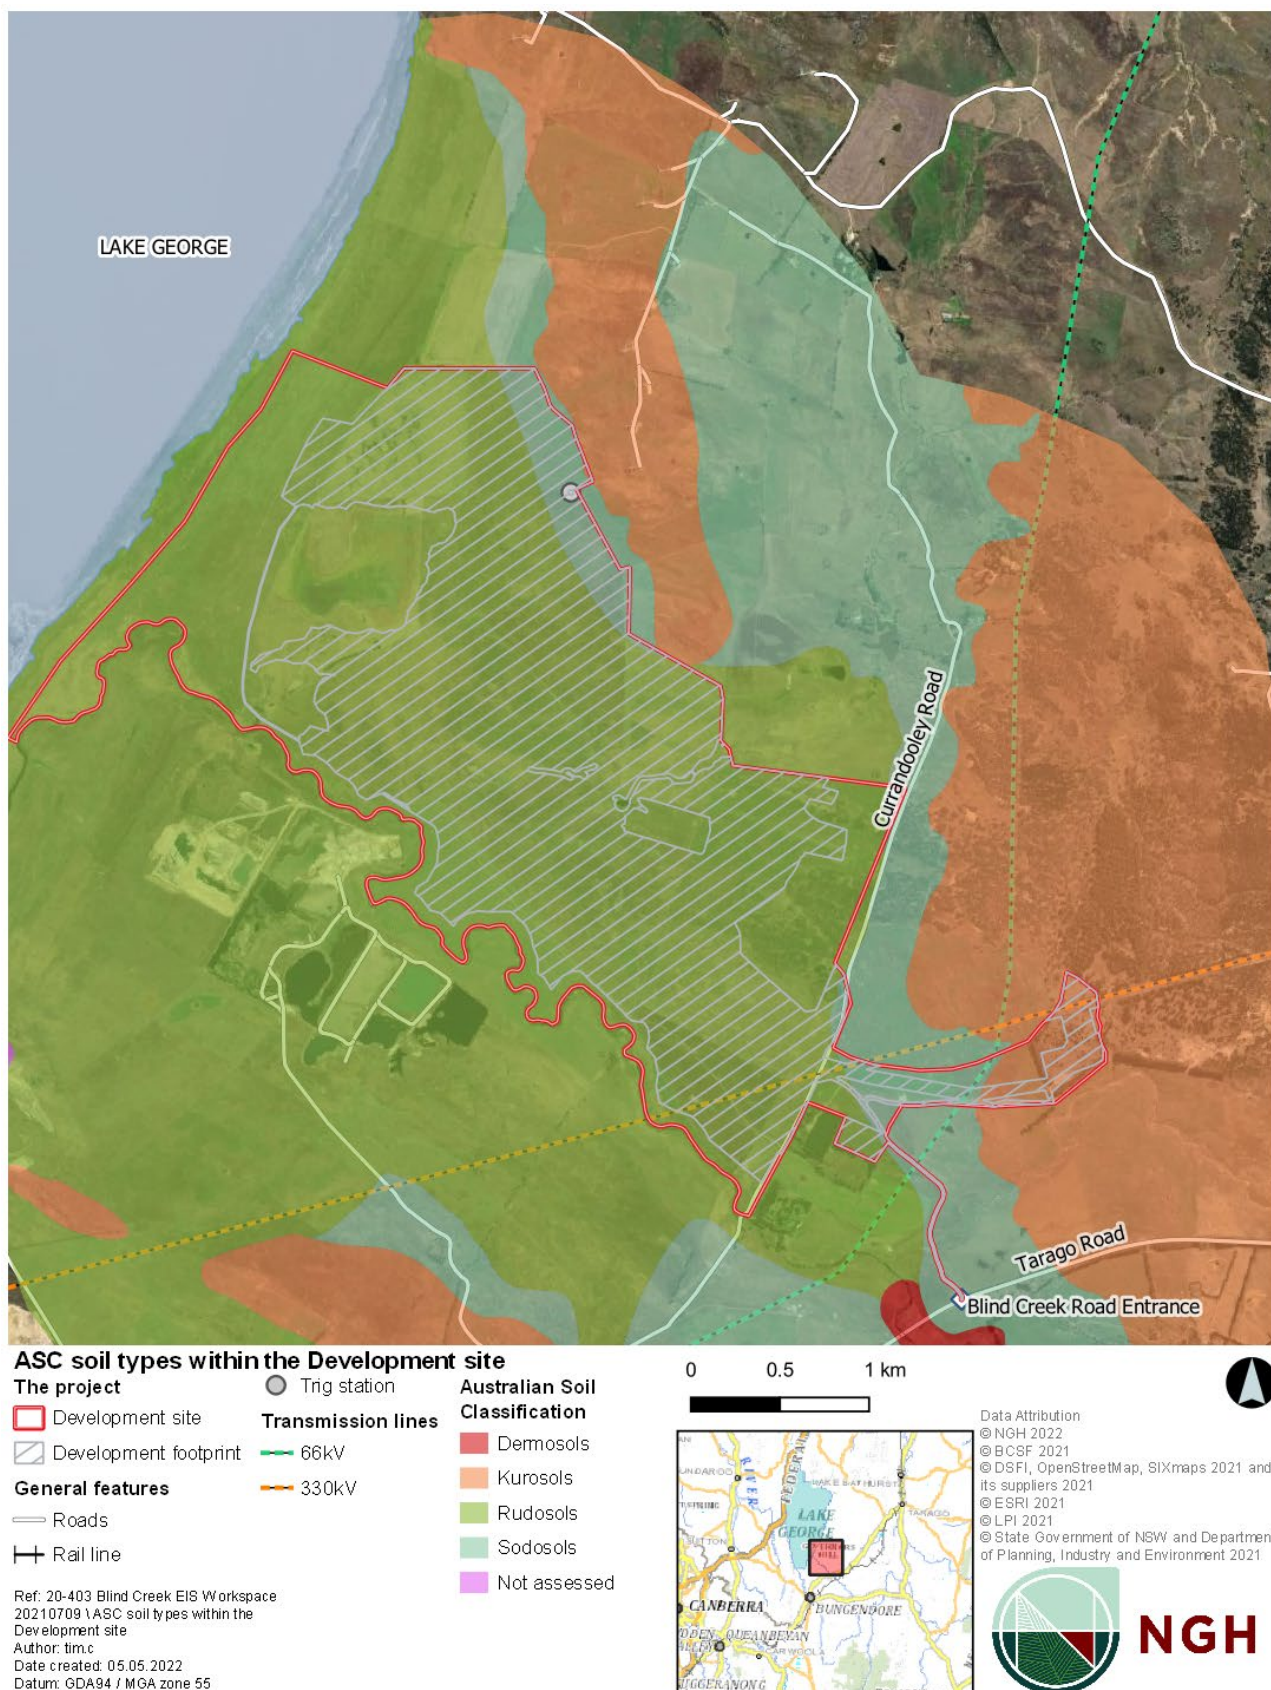 LAKE GEORGE
Currandooley Road
Tarago Road
Blind Creek Road Entrance
ASC soil types within the Development site
The project
Development site
Development footprint
General features
Roads
Rail line
Trig station
Transmission lines
66kV
330kV
Australian Soil
Classification
Dermosols
Kurosols
Rudosols
Sodosols
Not assessed
Ref: 20-403 Blind Creek EIS Workspace
20210709 \ ASC soil types within the
Development site
Author: tim.c
Date created: 05.05.2022
Datum: GDA94 / MGA zone 55
0 0.5 1 km
RIVER
FEDERAL
LAKE BATHURST
TARAGO
LAKE
GEORGE
CANBERRA
BUNGENDORE
QUEANBEYAN
Data Attribution
© NGH 2022
© BCSF 2021
© DSFI, OpenStreetMap, SIXmaps 2021 and
its suppliers 2021
© ESRI 2021
© LPI 2021
© State Government of NSW and Departmen
of Planning, Industry and Environment 2021
NGH